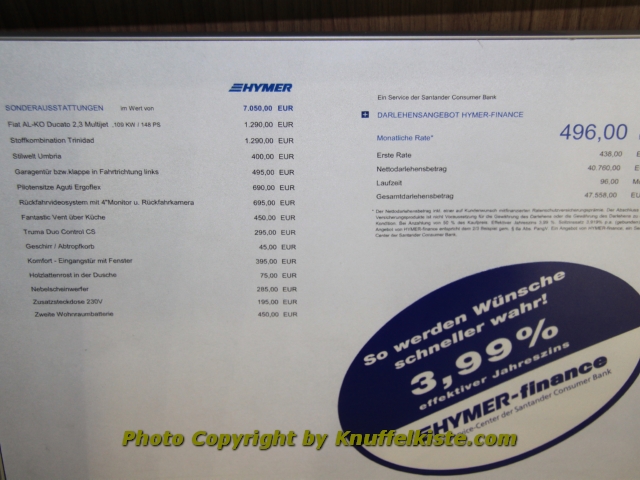 HYMER
SONDERAUSSTATTUNGEN im Wert von 7.050,00 EUR
Fiat AL-KO Ducato 2,3 Multijet ,109 KW / 148 PS 1.290,00 EUR
Stoffkombination Trinidad 1.290,00 EUR
Stilwelt Umbria 400,00 EUR
Garagentür bzw.klappe in Fahrtrichtung links 495,00 EUR
Pilotensitze Aguti Ergoflex 690,00 EUR
Rückfahrvideosystem mit 4"Monitor u. Rückfahrkamera 695,00 EUR
Fantastic Vent über Küche 450,00 EUR
Truma Duo Control CS 295,00 EUR
Geschirr / Abtropfkorb 45,00 EUR
Komfort - Eingangstür mit Fenster 395,00 EUR
Holzlattenrost in der Dusche 75,00 EUR
Nebelscheinwerfer 285,00 EUR
Zusatzsteckdose 230V 195,00 EUR
Zweite Wohnraumbatterie 450,00 EUR
Ein Service der Santander Consumer Bank
DARLEHENSANGEBOT HYMER-FINANCE
Monatliche Rate* 496,00
Erste Rate 438,00
Nettodarlehensbetrag 40.760,00
Laufzeit 96,00
Gesamtdarlehensbetrag 47.558,00
So werden Wünsche
schneller wahr!
3,99%
effektiver Jahreszins
HYMER-finance
Service-Center der Santander Consumer Bank
Photo Copyright by Knuffelkiste.com